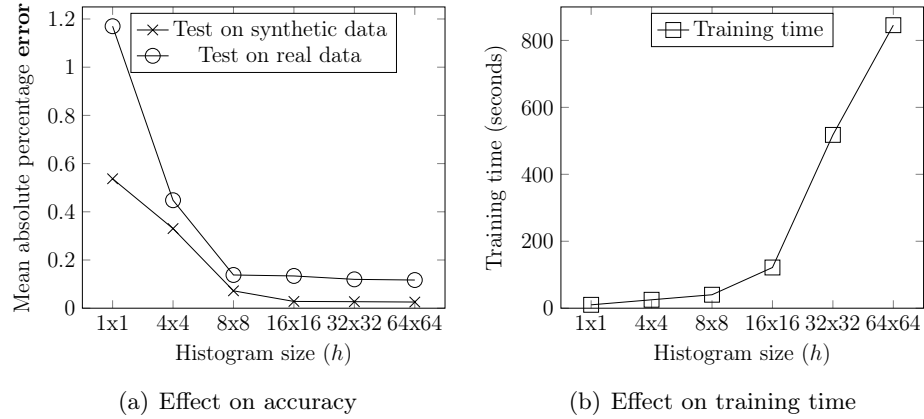 Mean absolute percentage error
1.2
1
0.8
0.6
0.4
0.2
0
Test on synthetic data
Test on real data
1x1 4x4 8x8 16x16 32x32 64x64
Histogram size (h)
(a) Effect on accuracy
Training time (seconds)
800
600
400
200
0
Training time
1x1 4x4 8x8 16x16 32x32 64x64
Histogram size (h)
(b) Effect on training time